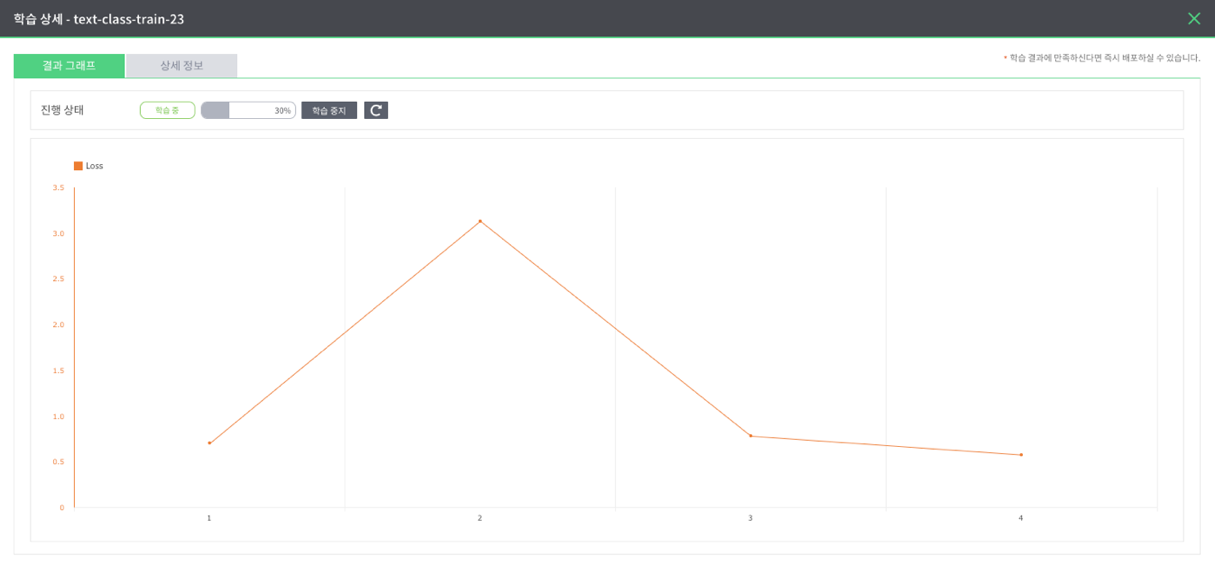 학습 상세 - text-class-train-23
결과 그래프
상세 정보
* 학습 결과에 만족하신다면 즉시 배포하실 수 있습니다.
진행 상태
학습 중
30%
학습 중지
Loss
3.5
3.0
2.5
2.0
1.5
1.0
0.5
0
1 2 3 4